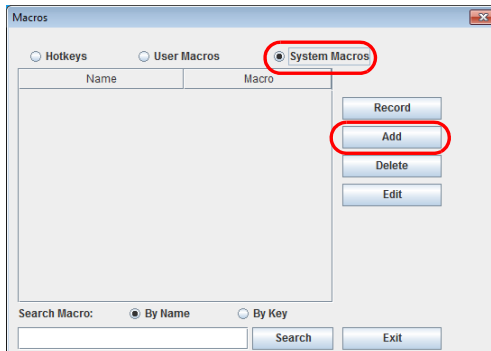 Macros
Hotkeys User Macros System Macros
Name Macro
Record
Add
Delete
Edit
Search Macro: By Name By Key
Search Exit